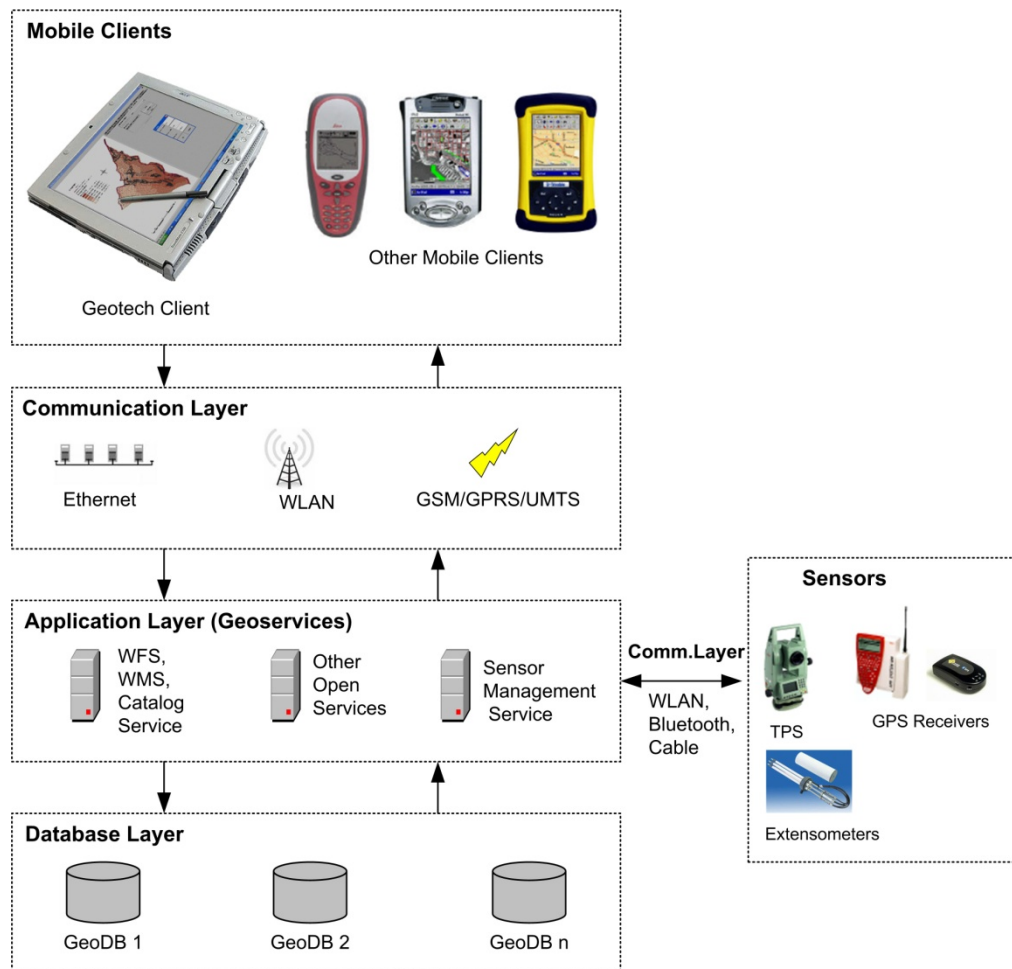 Mobile Clients
Other Mobile Clients
Geotech Client
Communication Layer
Ethernet
WLAN
GSM/GPRS/UMTS
Application Layer (Geoservices)
WFS,
WMS,
Catalog
Service
Other
Open
Services
Sensor
Management
Service
Comm.Layer
WLAN,
Bluetooth,
Cable
Sensors
TPS
GPS Receivers
Extensometers
Database Layer
GeoDB 1
GeoDB 2
GeoDB n